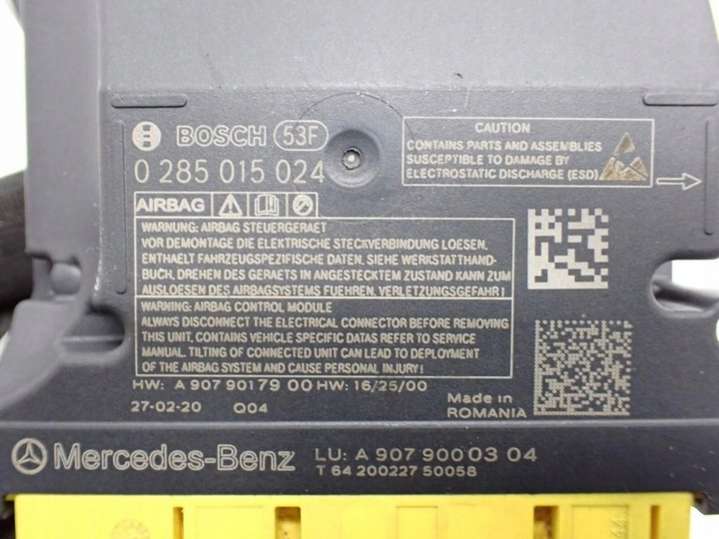 BOSCH 53F
0 285 015 024
CAUTION
CONTAINS PARTS AND ASSEMBLIES
SUSCEPTIBLE TO DAMAGE BY
ELECTROSTATIC DISCHARGE (ESD)
AIRBAG
WARNUNG: AIRBAG STEUERGERAET
VOR DEMONTAGE DIE ELEKTRISCHE STECKVERBINDUNG LOESEN,
ENTHAELT FAHRZEUGSPEZIFISCHE DATEN. SIEHE WERKSTATTHAND-
BUCH, DREHEN DES GERAETS IN ANGESTECKTEM ZUSTAND KANN ZUM
AUSLOESEN DES AIRBAGSYSTEMS FUEHREN, VERLETZUNGSGEFAHR!
WARNING: AIRBAG CONTROL MODULE
ALWAYS DISCONNECT THE ELECTRICAL CONNECTOR BEFORE REMOVING
THIS UNIT, CONTAINS VEHICLE SPECIFIC DATAS REFER TO SERVICE
MANUAL. TILTING OF CONNECTED UNIT CAN LEAD TO DEPLOYMENT
OF THE AIRBAG SYSTEM AND CAUSE PERSONAL INJURY!
HW: A 907 901 79 00 HW: 16/25/00
27-02-20 004
Made in
ROMANIA
Mercedes-Benz LU: A 907 900 03 04
T 64 200227 50058